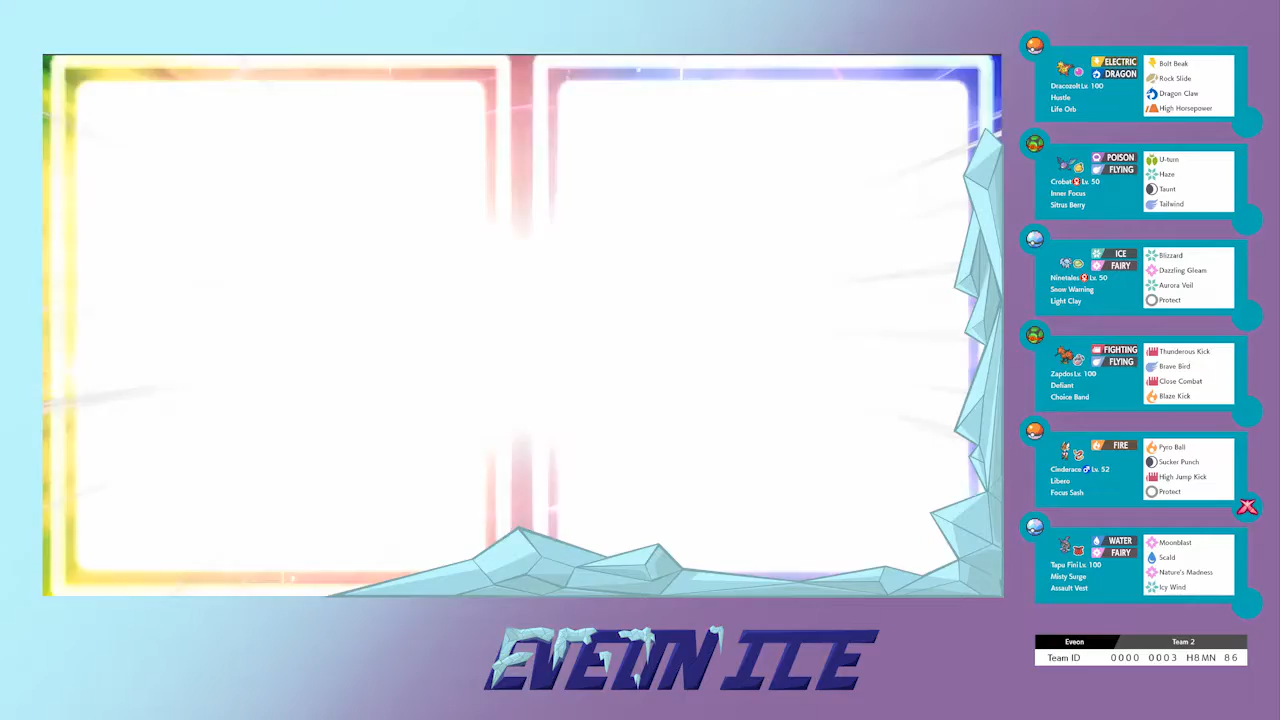 ELECTRIC
DRAGON
Dracozolt Lv. 100
Hustle
Life Orb
Bolt Beak
Rock Slide
Dragon Claw
High Horsepower
POISON
FLYING
Crobat Lv. 50
Inner Focus
Sitrus Berry
U-turn
Haze
Taunt
Tailwind
ICE
FAIRY
Ninetales Lv. 50
Snow Warning
Light Clay
Blizzard
Dazzling Gleam
Aurora Veil
Protect
FIGHTING
FLYING
Zapdos Lv. 100
Defiant
Choice Band
Thunderous Kick
Brave Bird
Close Combat
Blaze Kick
FIRE
Cinderace ♂ Lv. 52
Libero
Focus Sash
Pyro Ball
Sucker Punch
High Jump Kick
Protect
WATER
FAIRY
Tapu Fini Lv. 100
Misty Surge
Assault Vest
Moonblast
Scald
Nature's Madness
Icy Wind
Eveon Team 2
Team ID 0000 0003 H8MN 86
EVEON ICE